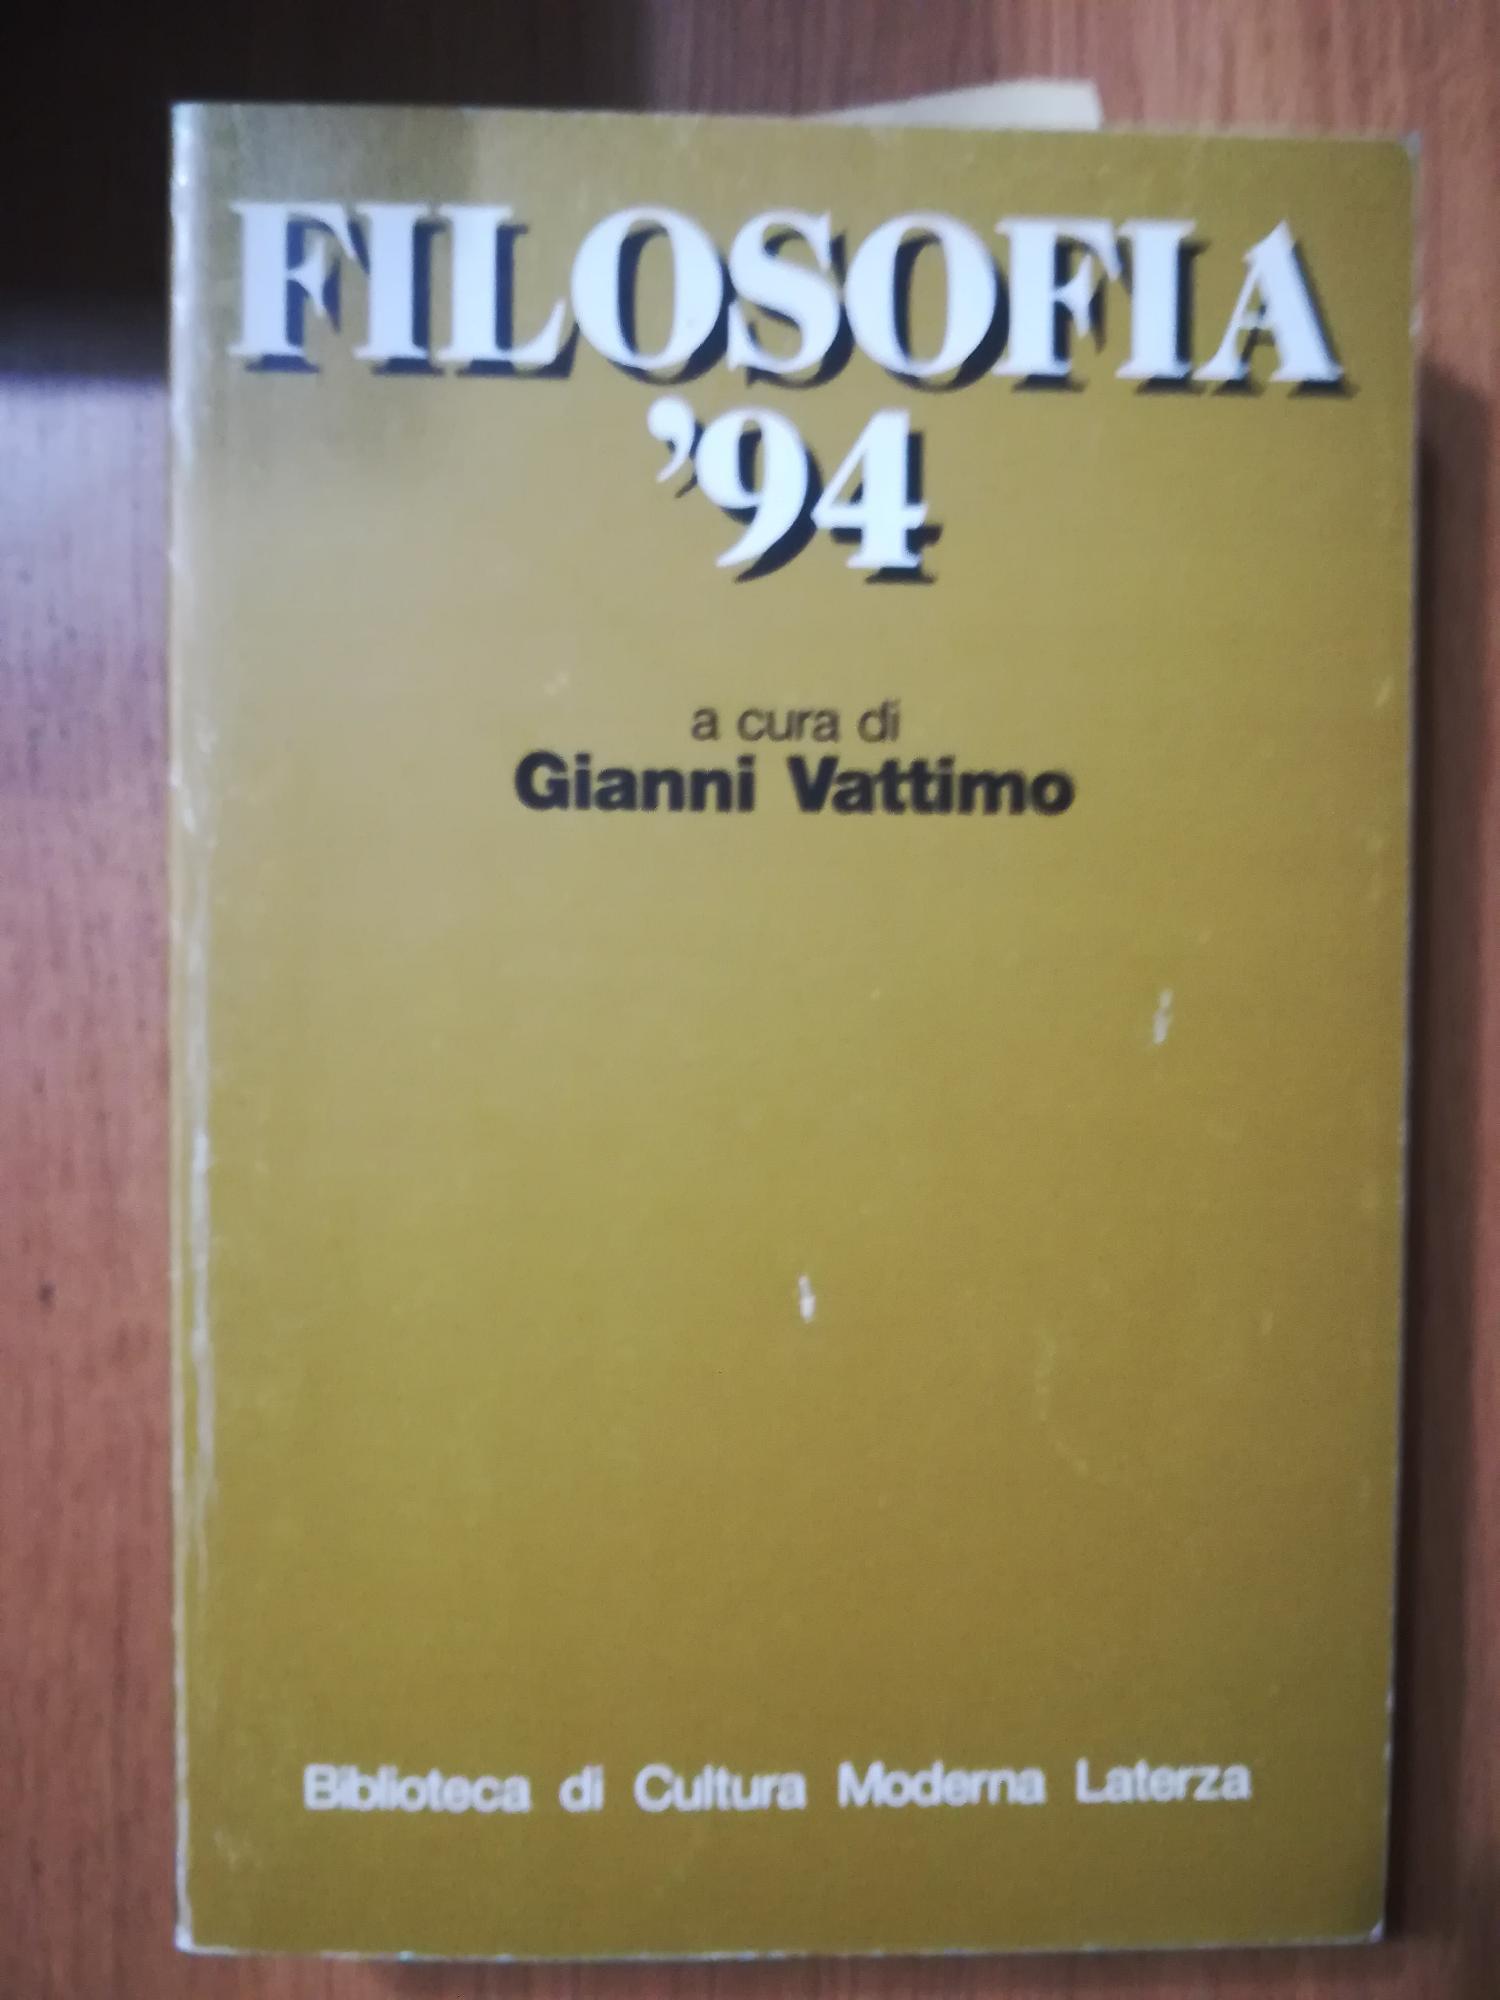 FILOSOFIA
’94
a cura di
Gianni Vattimo
Biblioteca di Cultura Moderna Laterza